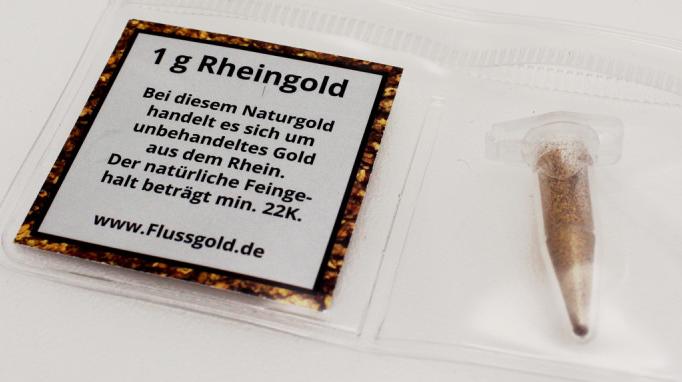 1 g Rheingold
Bei diesem Naturgold
handelt es sich um
unbehandeltes Gold
aus dem Rhein.
Der natürliche Feinge-
halt beträgt min. 22K.
www.Flussgold.de